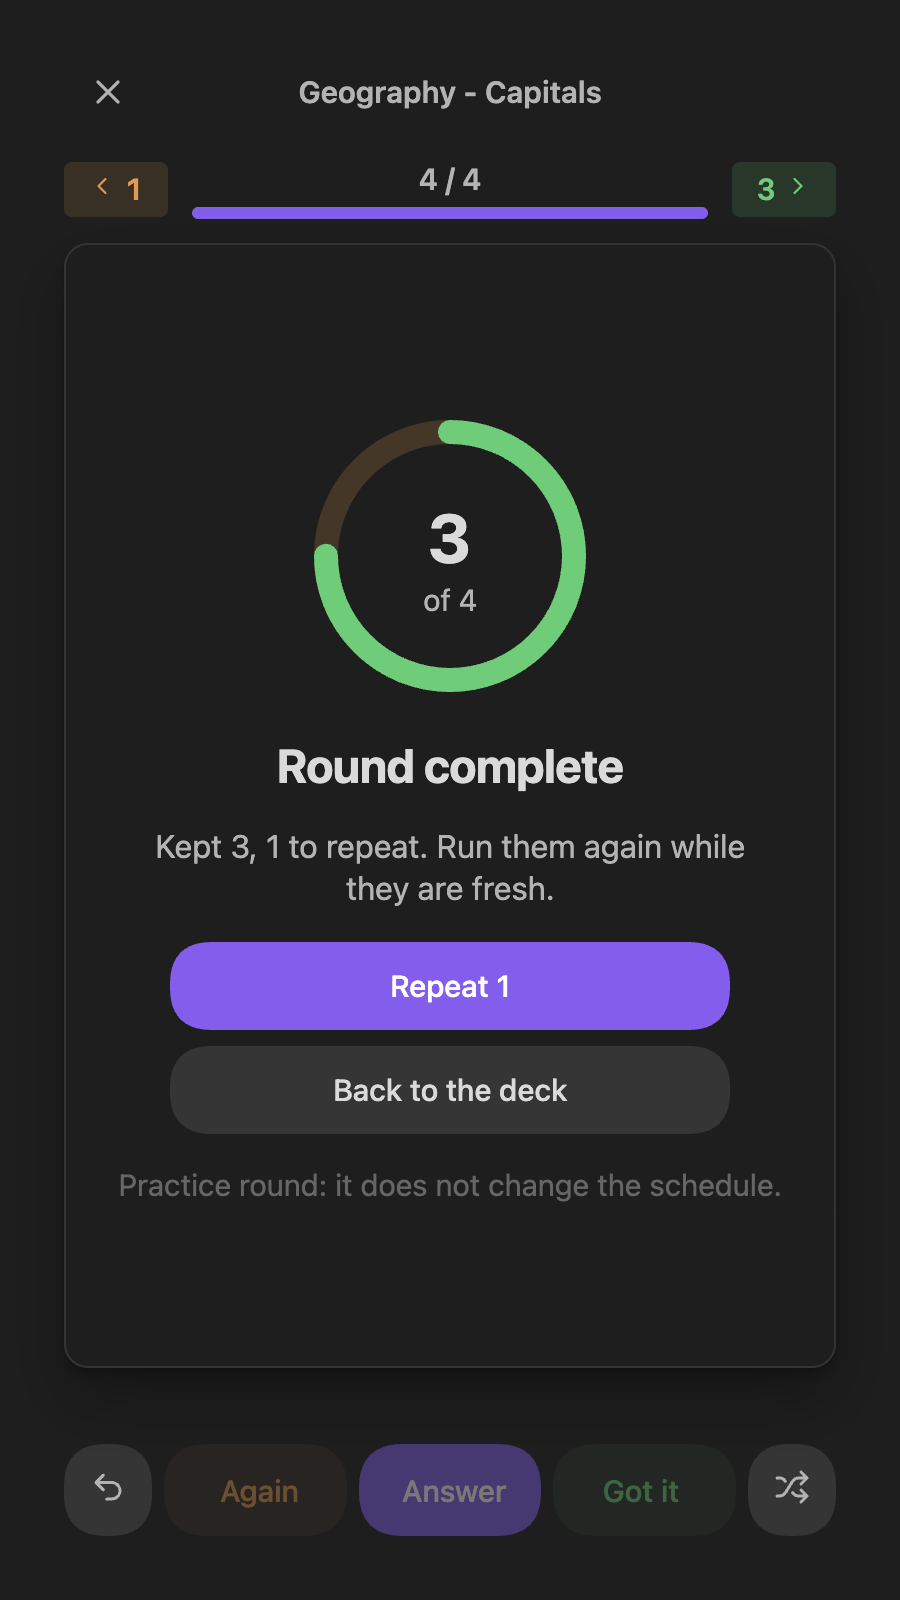 Geography - Capitals
1
4 / 4
3
3
of 4
Round complete
Kept 3, 1 to repeat. Run them again while
they are fresh.
Repeat 1
Back to the deck
Practice round: it does not change the schedule.
Again
Answer
Got it